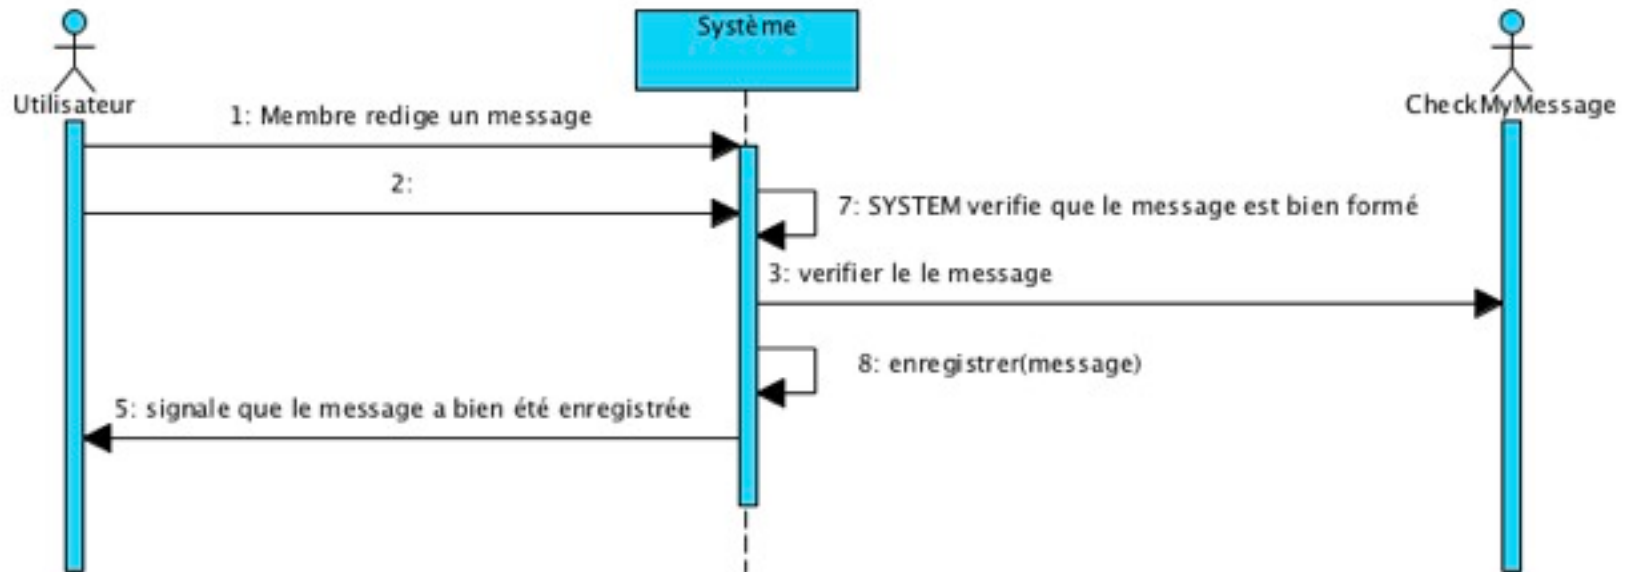 Système
Utilisateur
CheckMyMessage
1: Membre redige un message
2:
7: SYSTEM verifie que le message est bien formé
3: verifier le le message
8: enregistrer(message)
5: signale que le message a bien été enregistrée